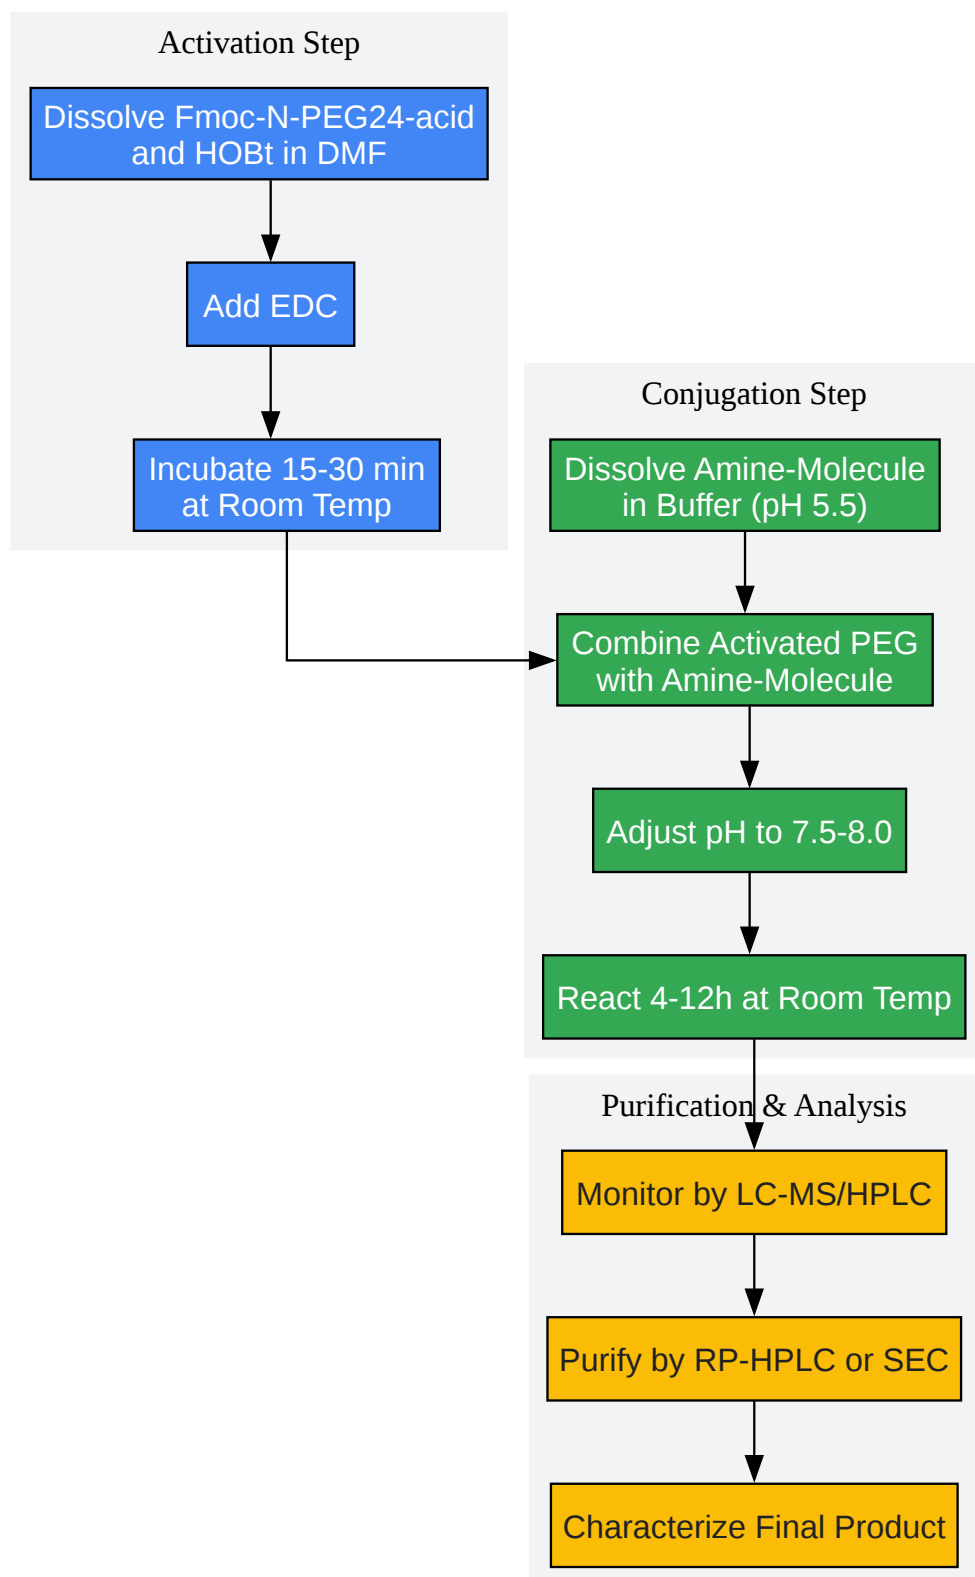 Activation Step
Dissolve Fmoc-N-PEG24-acid
and HOBt in DMF
Add EDC
Incubate 15-30 min
at Room Temp
Conjugation Step
Dissolve Amine-Molecule
in Buffer (pH 5.5)
Combine Activated PEG
with Amine-Molecule
Adjust pH to 7.5-8.0
React 4-12h at Room Temp
Purification & Analysis
Monitor by LC-MS/HPLC
Purify by RP-HPLC or SEC
Characterize Final Product